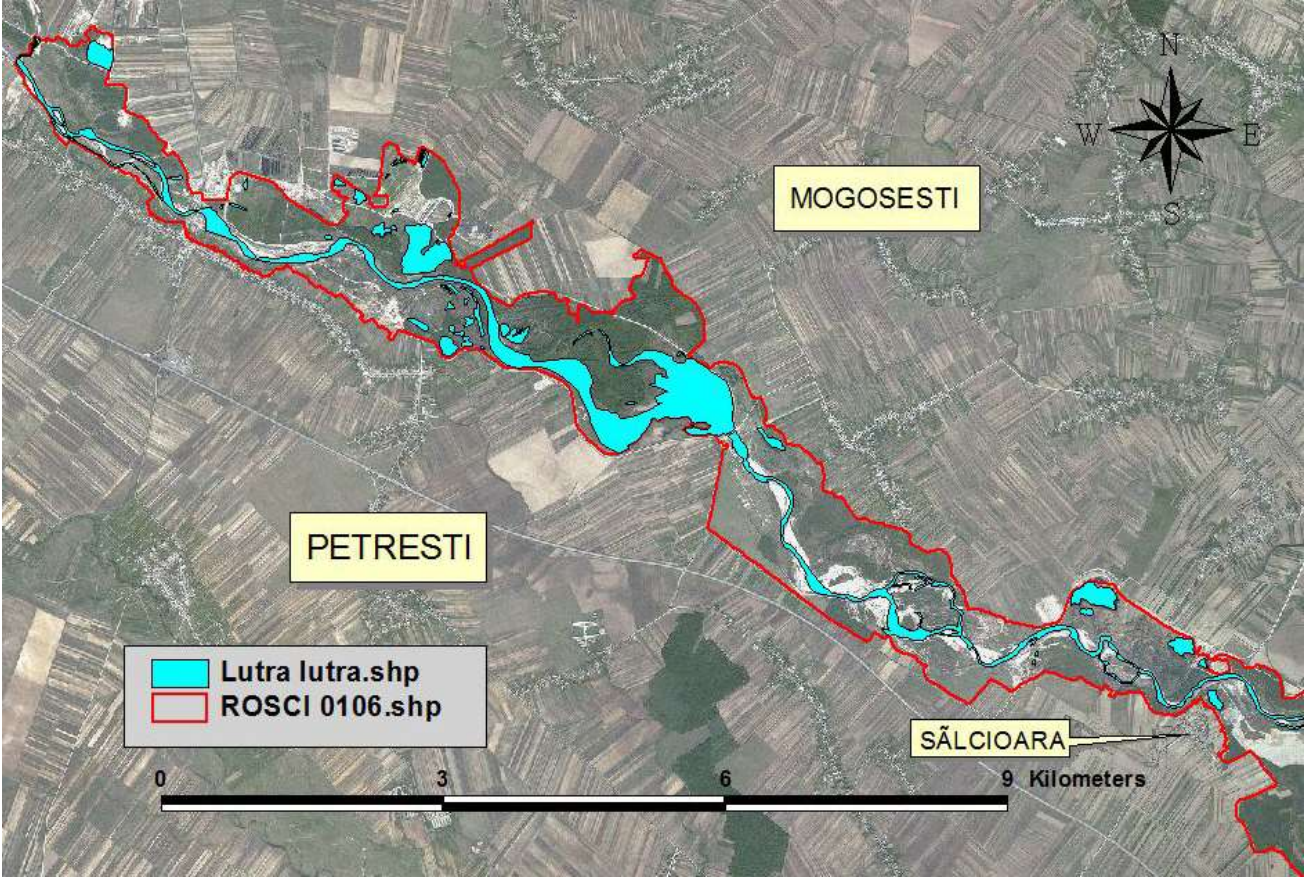 N
W E
S
MOGOSESTI
PETRESTI
Lutra lutra.shp
ROSCI 0106.shp
SÃLCIOARA
0 3 6 9 Kilometers